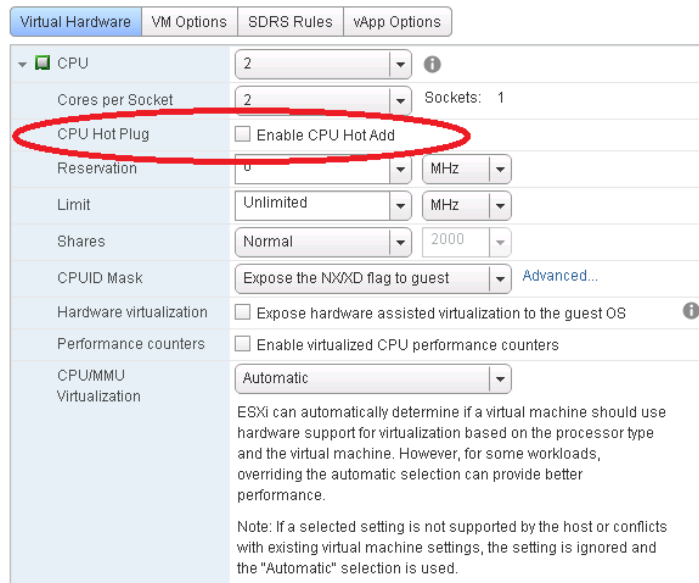 Virtual Hardware VM Options SDRS Rules vApp Options
CPU 2
Cores per Socket 2 Sockets: 1
CPU Hot Plug Enable CPU Hot Add
Reservation 0 MHz
Limit Unlimited MHz
Shares Normal 2000
CPUID Mask Expose the NX/XD flag to guest Advanced...
Hardware virtualization Expose hardware assisted virtualization to the guest OS
Performance counters Enable virtualized CPU performance counters
CPU/MMU Automatic
Virtualization
ESXi can automatically determine if a virtual machine should use
hardware support for virtualization based on the processor type
and the virtual machine. However, for some workloads,
overriding the automatic selection can provide better
performance.
Note: If a selected setting is not supported by the host or conflicts
with existing virtual machine settings, the setting is ignored and
the "Automatic" selection is used.